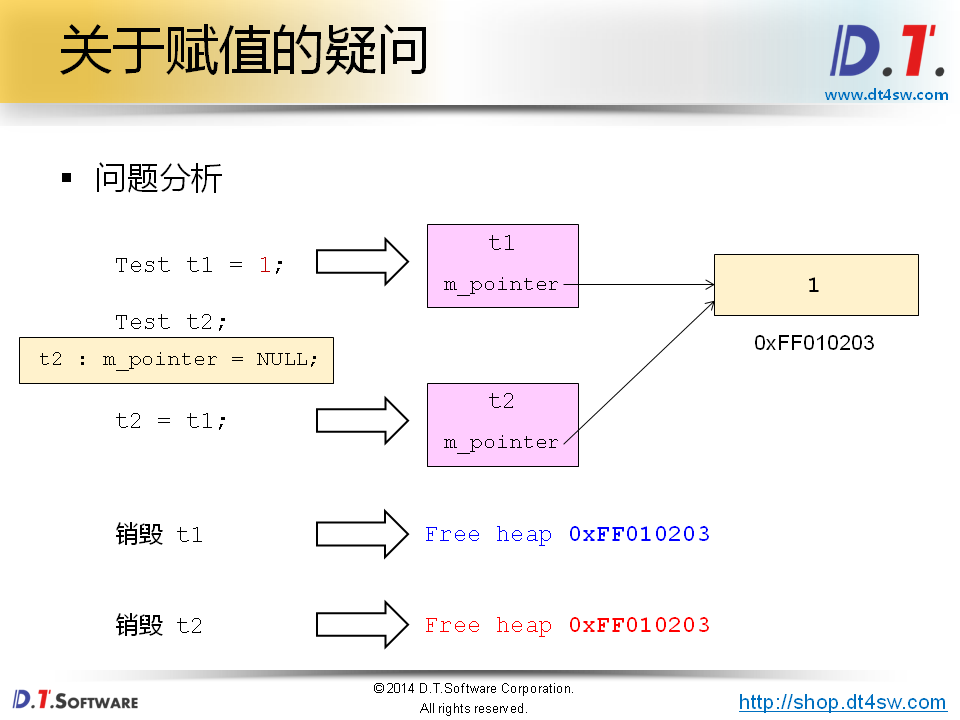 关于赋值的疑问
D.T.
www.dt4sw.com
▪ 问题分析
Test t1 = 1;
t1
m_pointer
1
0xFF010203
Test t2;
t2 : m_pointer = NULL;
t2 = t1;
t2
m_pointer
销毁 t1
Free heap 0xFF010203
销毁 t2
Free heap 0xFF010203
D.T.SOFTWARE
©2014 D.T.Software Corporation.
All rights reserved.
http://shop.dt4sw.com